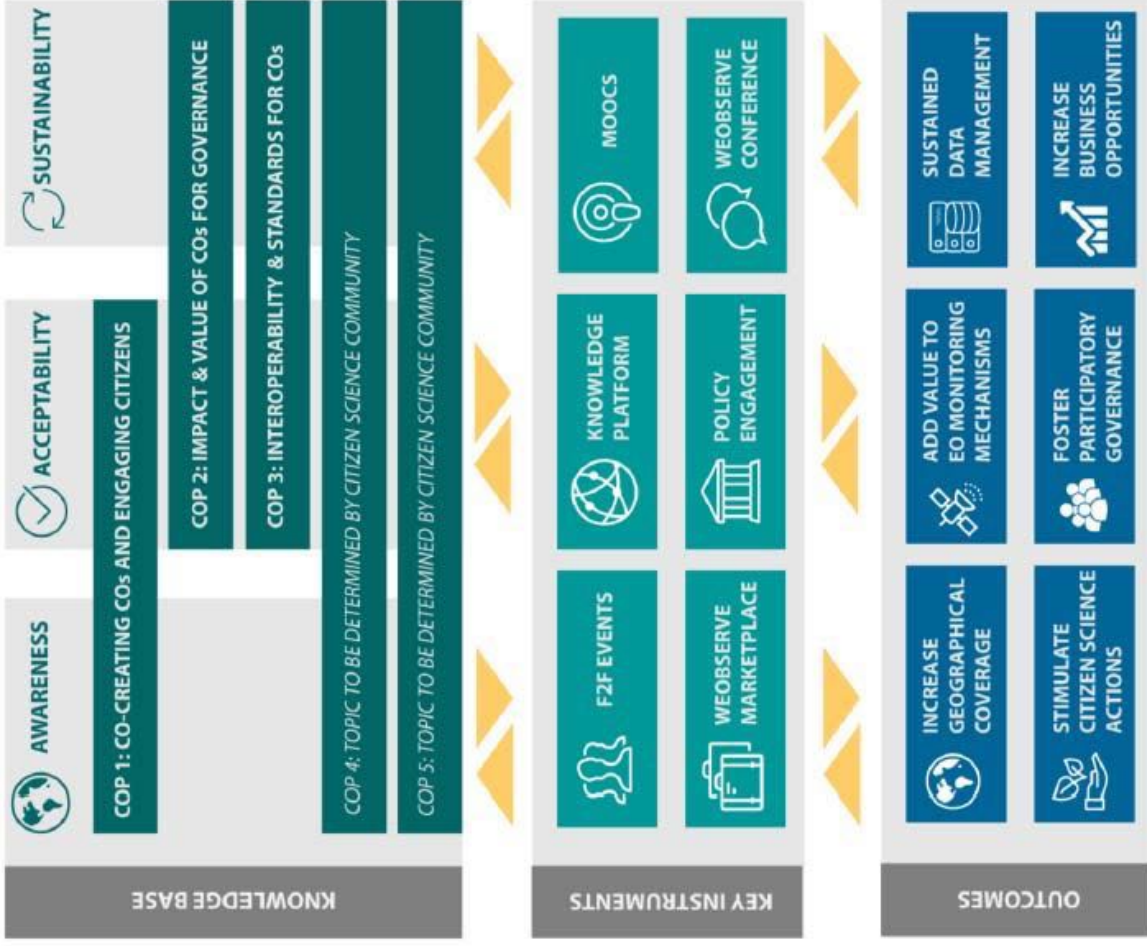 KNOWLEDGE BASE
AWARENESS
ACCEPTABILITY
SUSTAINABILITY
COP 1: CO-CREATING COs AND ENGAGING CITIZENS
COP 2: IMPACT & VALUE OF COs FOR GOVERNANCE
COP 3: INTEROPERABILITY & STANDARDS FOR COs
COP 4: TOPIC TO BE DETERMINED BY CITIZEN SCIENCE COMMUNITY
COP 5: TOPIC TO BE DETERMINED BY CITIZEN SCIENCE COMMUNITY
KEY INSTRUMENTS
F2F EVENTS
KNOWLEDGE
PLATFORM
MOOCS
WEOBSERVE
MARKETPLACE
POLICY
ENGAGEMENT
WEOBSERVE
CONFERENCE
OUTCOMES
INCREASE
GEOGRAPHICAL
COVERAGE
ADD VALUE TO
EO MONITORING
MECHANISMS
SUSTAINED
DATA
MANAGEMENT
STIMULATE
CITIZEN SCIENCE
ACTIONS
FOSTER
PARTICIPATORY
GOVERNANCE
INCREASE
BUSINESS
OPPORTUNITIES